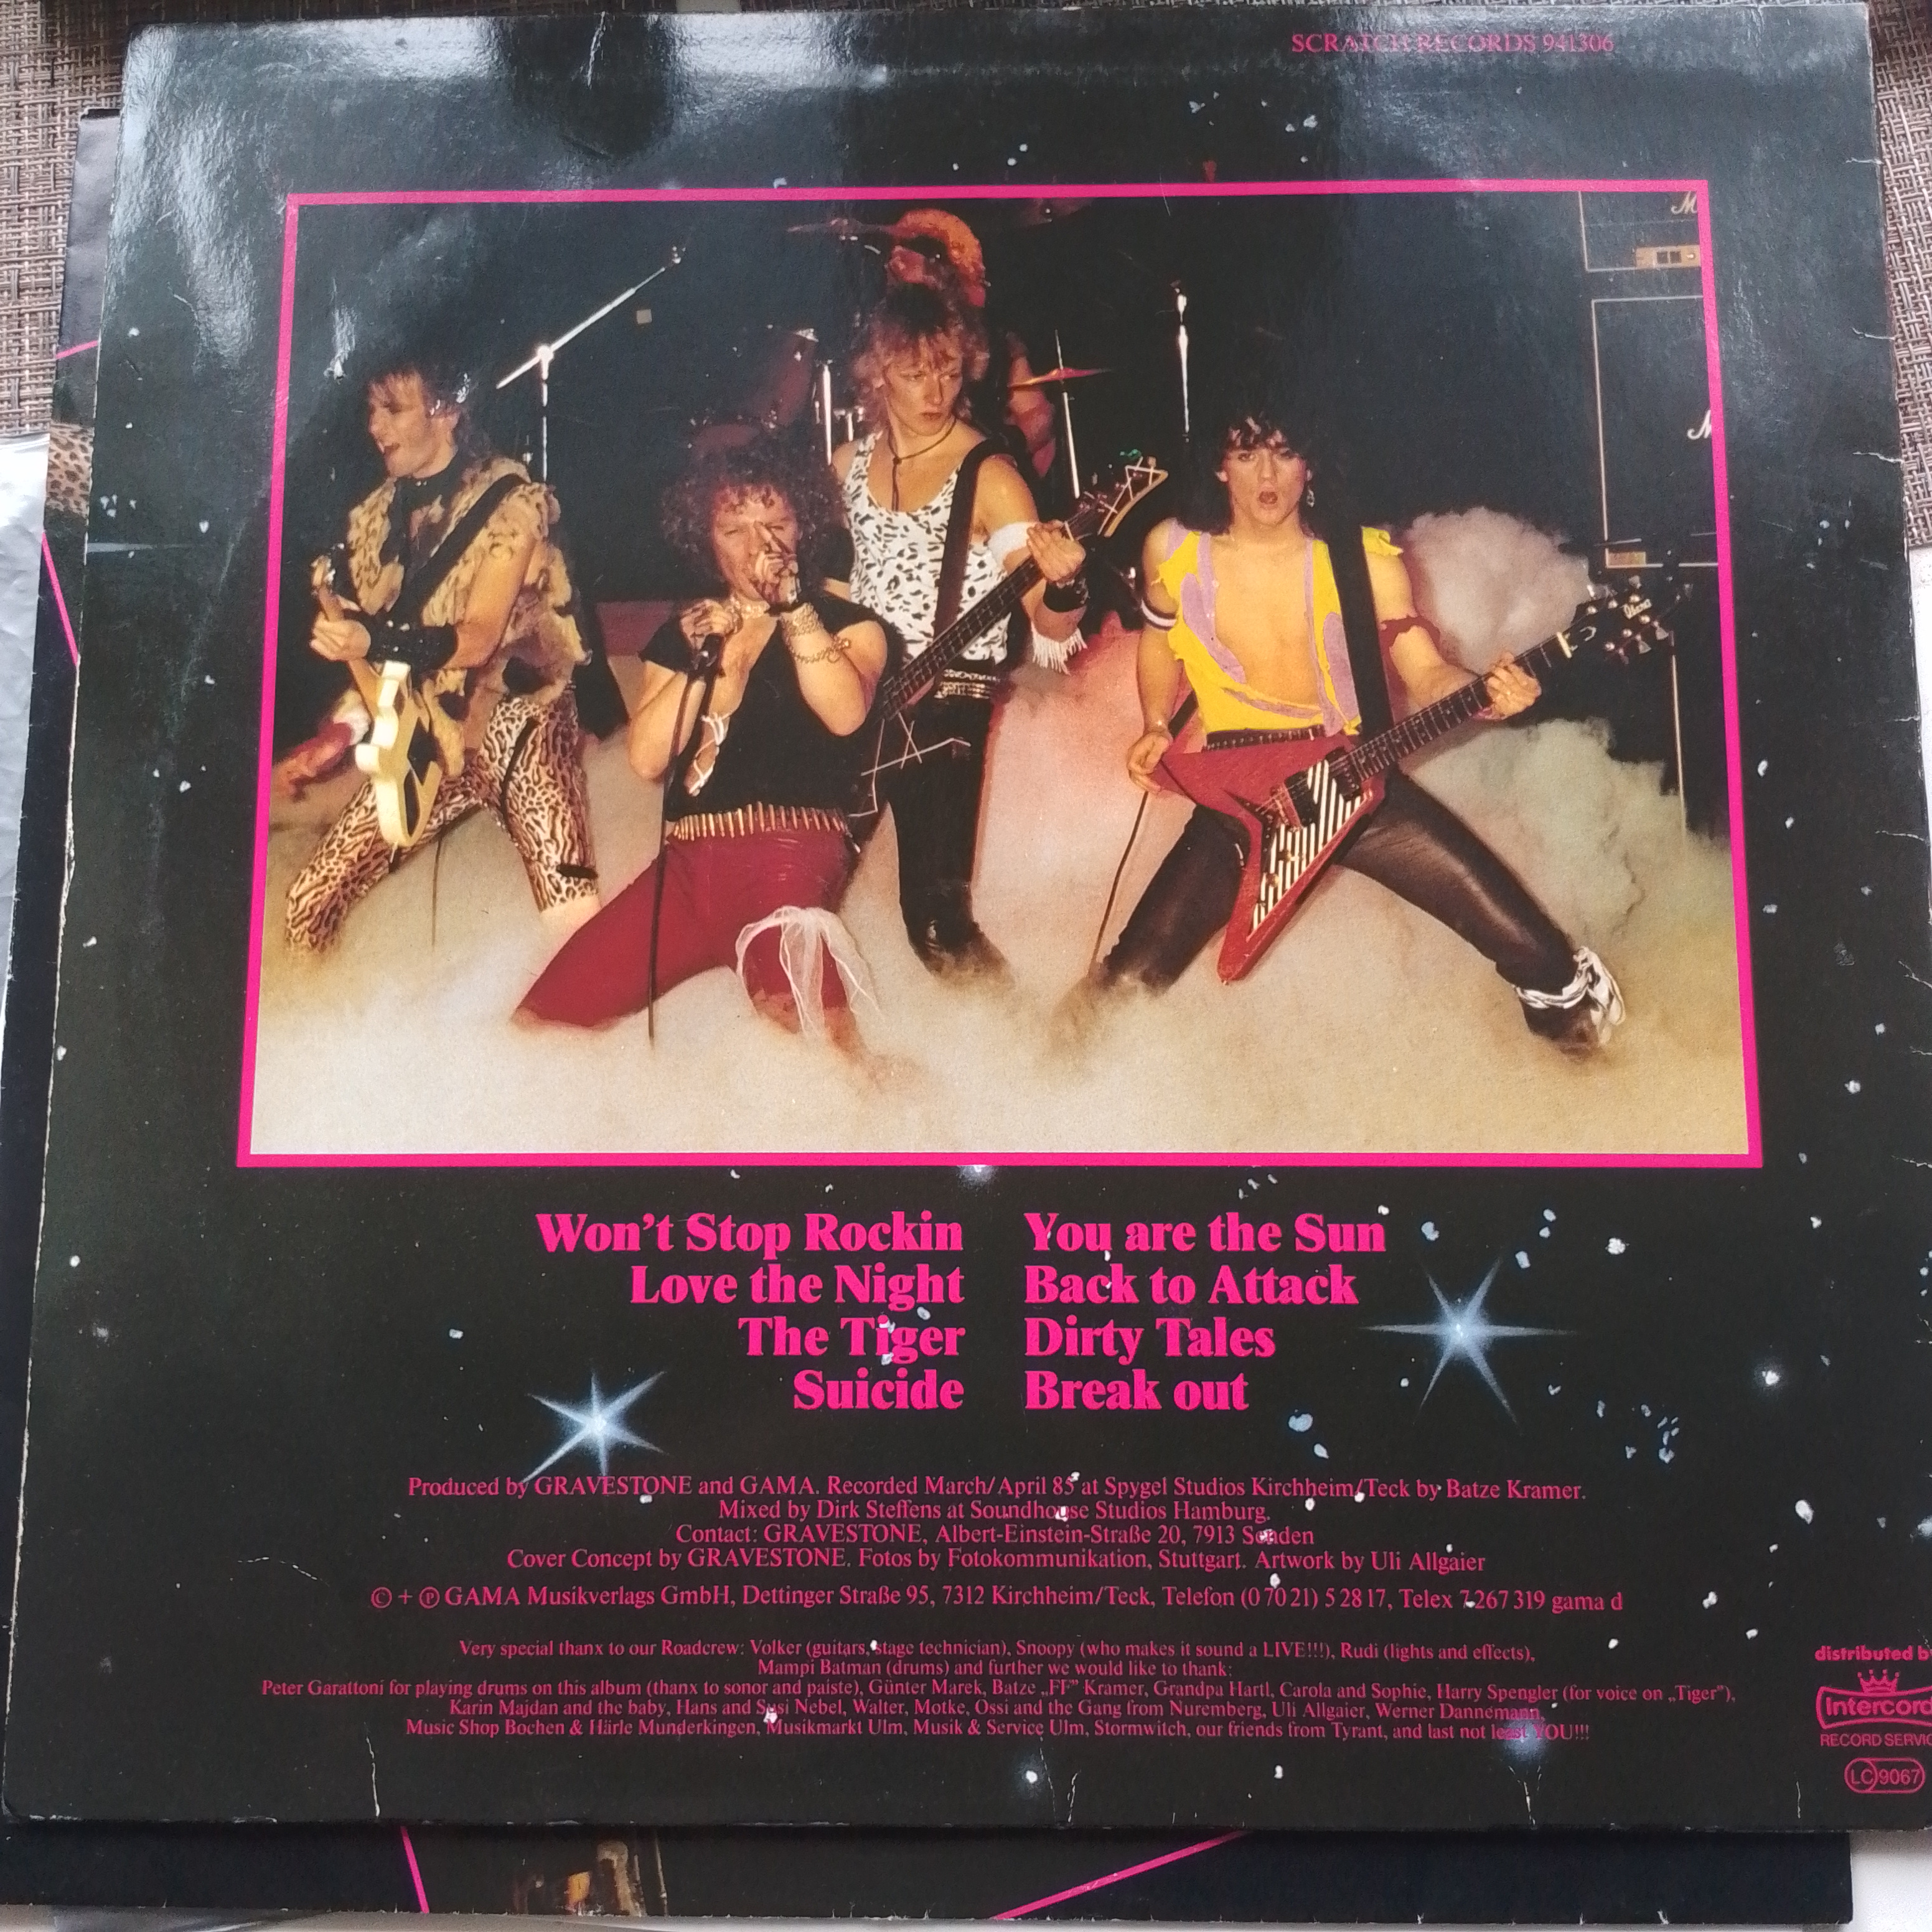 SCRATCH RECORDS 941306
Won't Stop Rockin
Love the Night
The Tiger
Suicide
You are the Sun
Back to Attack
Dirty Tales
Break out
Produced by GRAVESTONE and GAMA. Recorded March/April 85 at Spygel Studios Kirchheim/Teck by Batze Kramer.
Mixed by Dirk Steffens at Soundhouse Studios Hamburg.
Contact: GRAVESTONE, Albert-Einstein-Straße 20, 7913 Senden
Cover Concept by GRAVESTONE. Fotos by Fotokommunikation, Stuttgart. Artwork by Uli Allgaier
© + ℗ GAMA Musikverlags GmbH, Dettinger Straße 95, 7312 Kirchheim/Teck, Telefon (0 70 21) 5 28 17, Telex 7 267 319 gama d
Very special thanx to our Roadcrew: Volker (guitars, stage technician), Snoopy (who makes it sound a LIVE!!!), Rudi (lights and effects),
Mampi Batman (drums) and further we would like to thank:
Peter Garattoni for playing drums on this album (thanx to sonor and paiste), Günter Marek, Batze „FF" Kramer, Grandpa Hartl, Carola and Sophie, Harry Spengler (for voice on „Tiger"),
Karin Majdan and the baby, Hans and Susi Nebel, Walter, Motke, Ossi and the Gang from Nuremberg, Uli Allgaier, Werner Dannemann,
Music Shop Bochen & Härle Munderkingen, Musikmarkt Ulm, Musik & Service Ulm, Stormwitch, our friends from Tyrant, and last not least YOU!!!
distributed by
Intercord
RECORD SERVIC
LC 9067